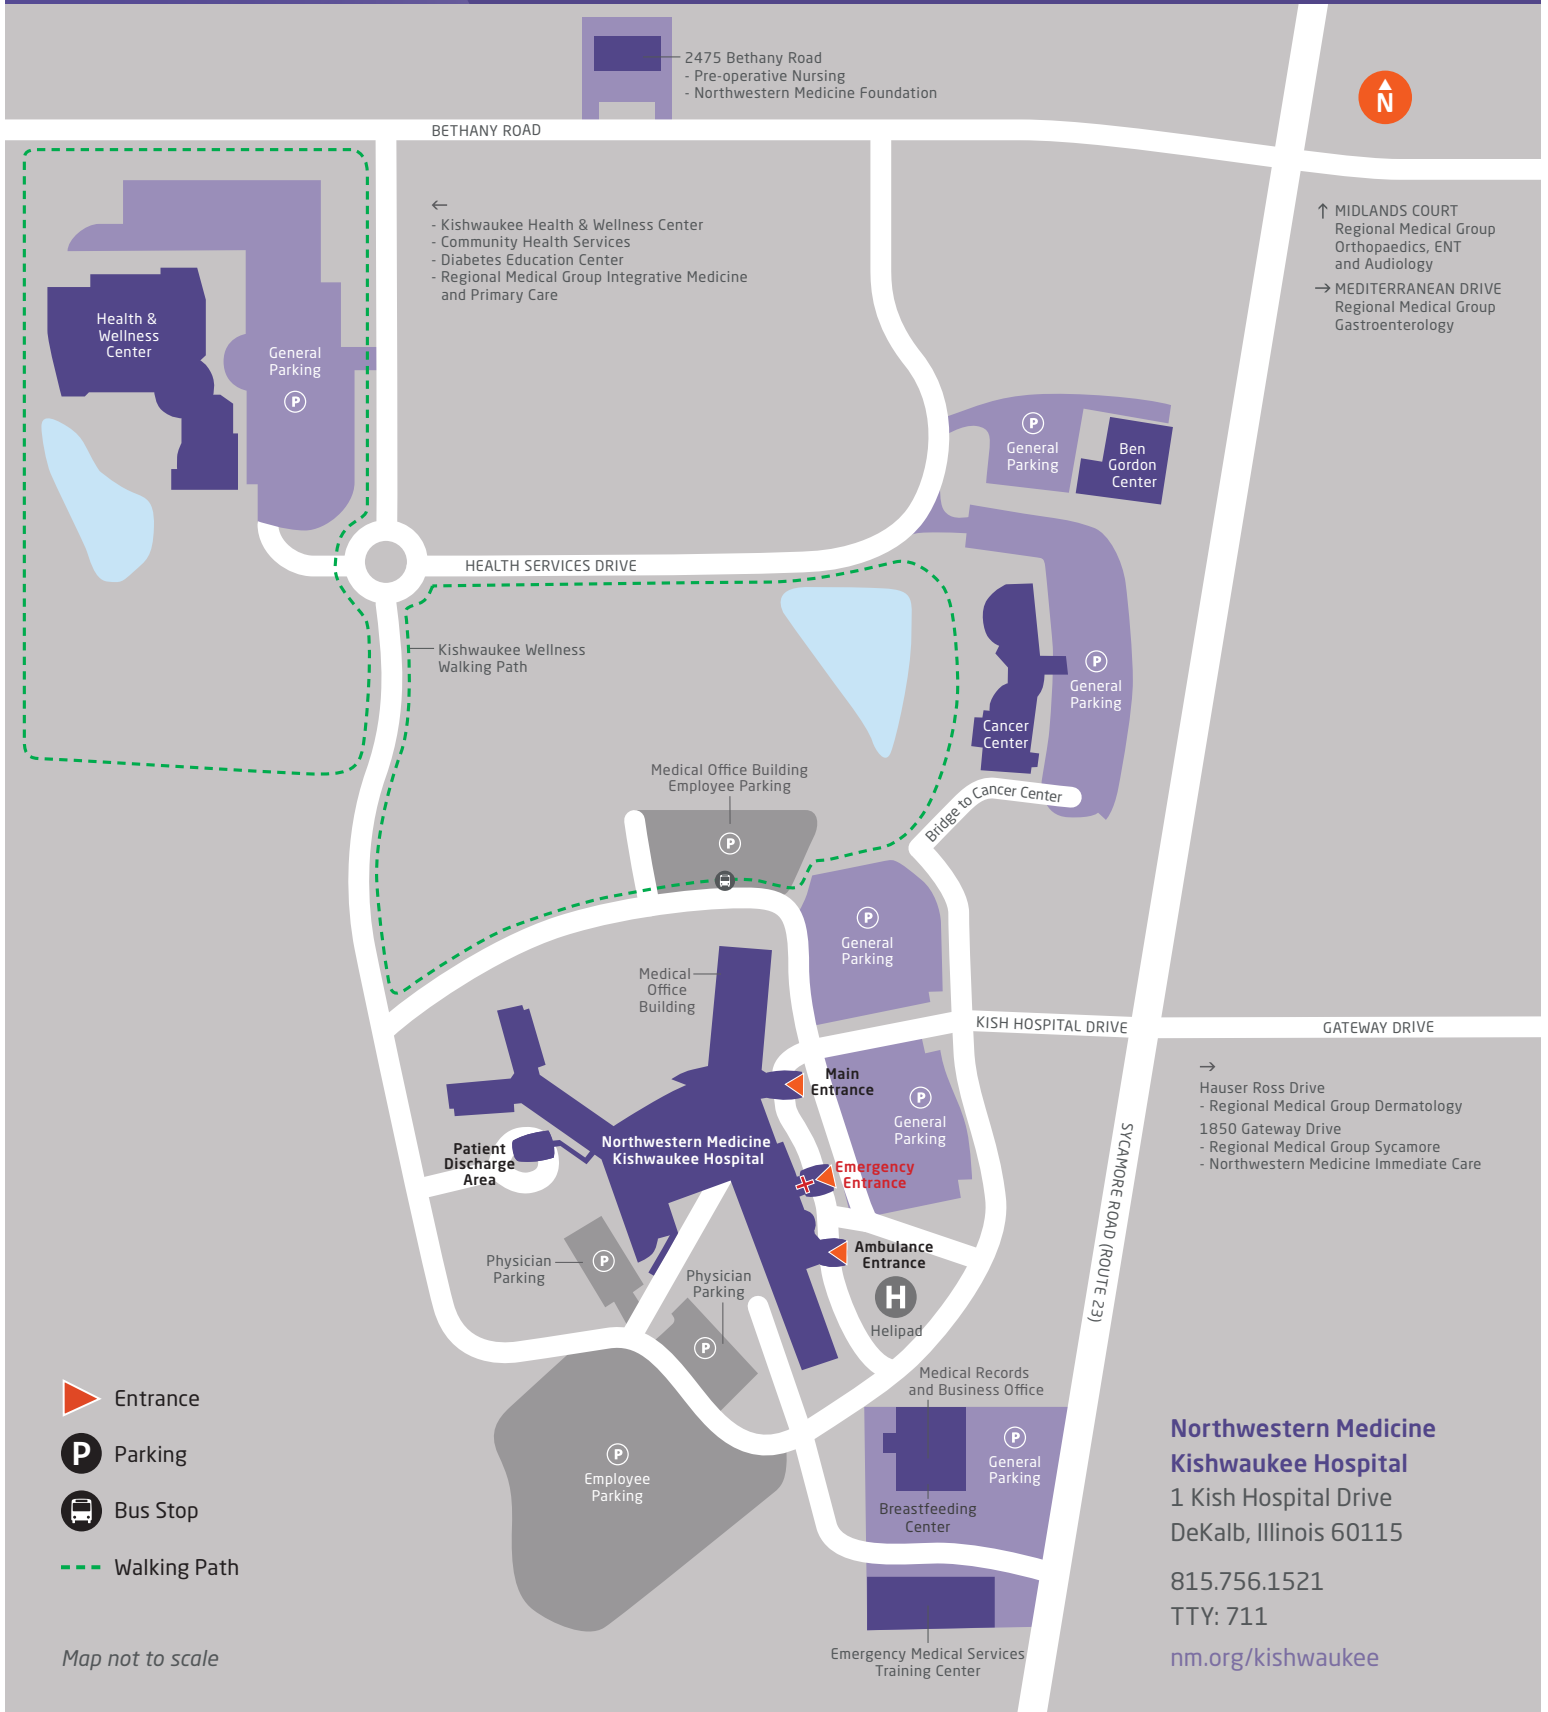 2475 Bethany Road
- Pre-operative Nursing
- Northwestern Medicine Foundation
N
BETHANY ROAD
←
- Kishwaukee Health & Wellness Center
- Community Health Services
- Diabetes Education Center
- Regional Medical Group Integrative Medicine
and Primary Care
↑ MIDLANDS COURT
Regional Medical Group
Orthopaedics, ENT
and Audiology
→ MEDITERRANEAN DRIVE
Regional Medical Group
Gastroenterology
Health &
Wellness
Center
General
Parking
P
P
General
Parking
Ben
Gordon
Center
HEALTH SERVICES DRIVE
Kishwaukee Wellness
Walking Path
P
General
Parking
Cancer
Center
Bridge to Cancer Center
Medical Office Building
Employee Parking
P
P
General
Parking
Medical
Office
Building
KISH HOSPITAL DRIVE
GATEWAY DRIVE
→
Hauser Ross Drive
- Regional Medical Group Dermatology
1850 Gateway Drive
- Regional Medical Group Sycamore
- Northwestern Medicine Immediate Care
Main
Entrance
P
General
Parking
Northwestern Medicine
Kishwaukee Hospital
Patient
Discharge
Area
Emergency
Entrance
SYCAMORE ROAD (ROUTE 23)
Physician
Parking
P
Physician
Parking
P
Ambulance
Entrance
H
Helipad
Medical Records
and Business Office
P
General
Parking
Breastfeeding
Center
P
Employee
Parking
Emergency Medical Services
Training Center
Entrance
P Parking
Bus Stop
Walking Path
Map not to scale
Northwestern Medicine
Kishwaukee Hospital
1 Kish Hospital Drive
DeKalb, Illinois 60115
815.756.1521
TTY: 711
nm.org/kishwaukee